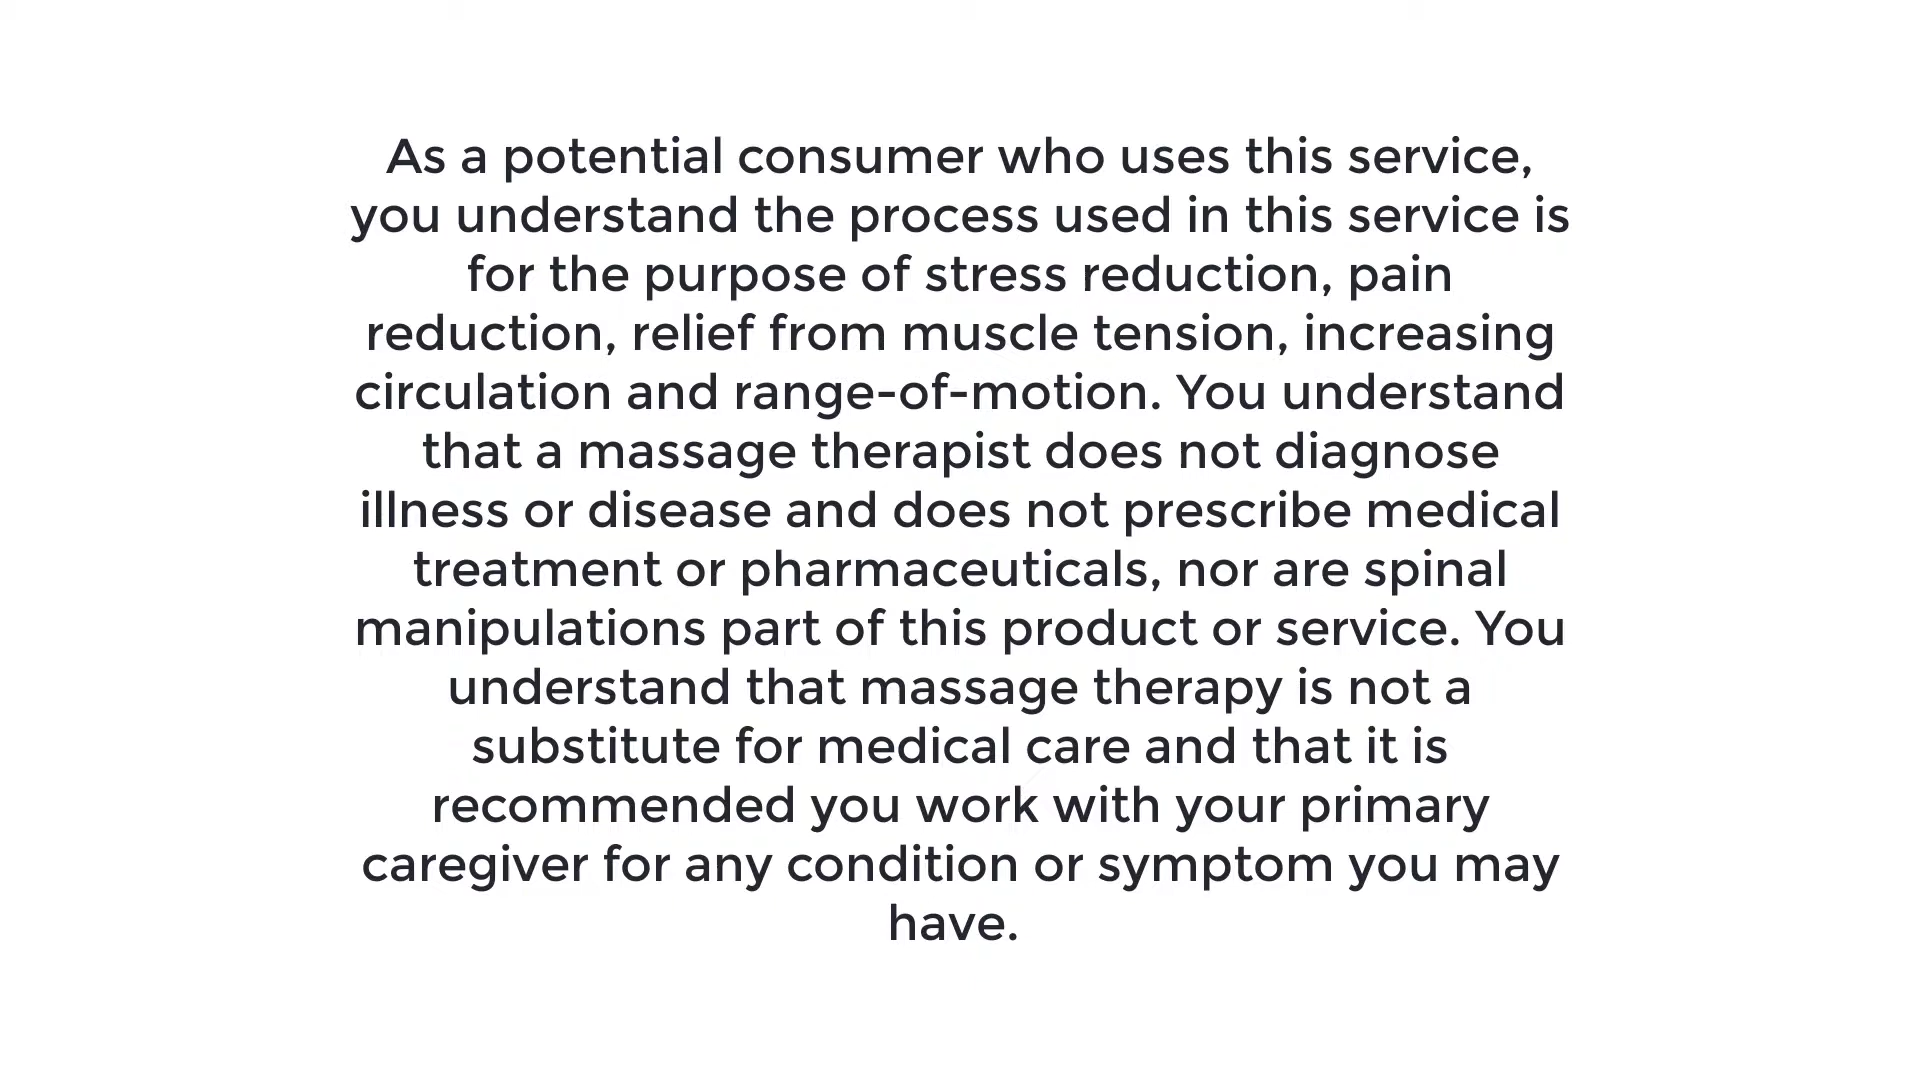 As a potential consumer who uses this service,
you understand the process used in this service is
for the purpose of stress reduction, pain
reduction, relief from muscle tension, increasing
circulation and range-of-motion. You understand
that a massage therapist does not diagnose
illness or disease and does not prescribe medical
treatment or pharmaceuticals, nor are spinal
manipulations part of this product or service. You
understand that massage therapy is not a
substitute for medical care and that it is
recommended you work with your primary
caregiver for any condition or symptom you may
have.